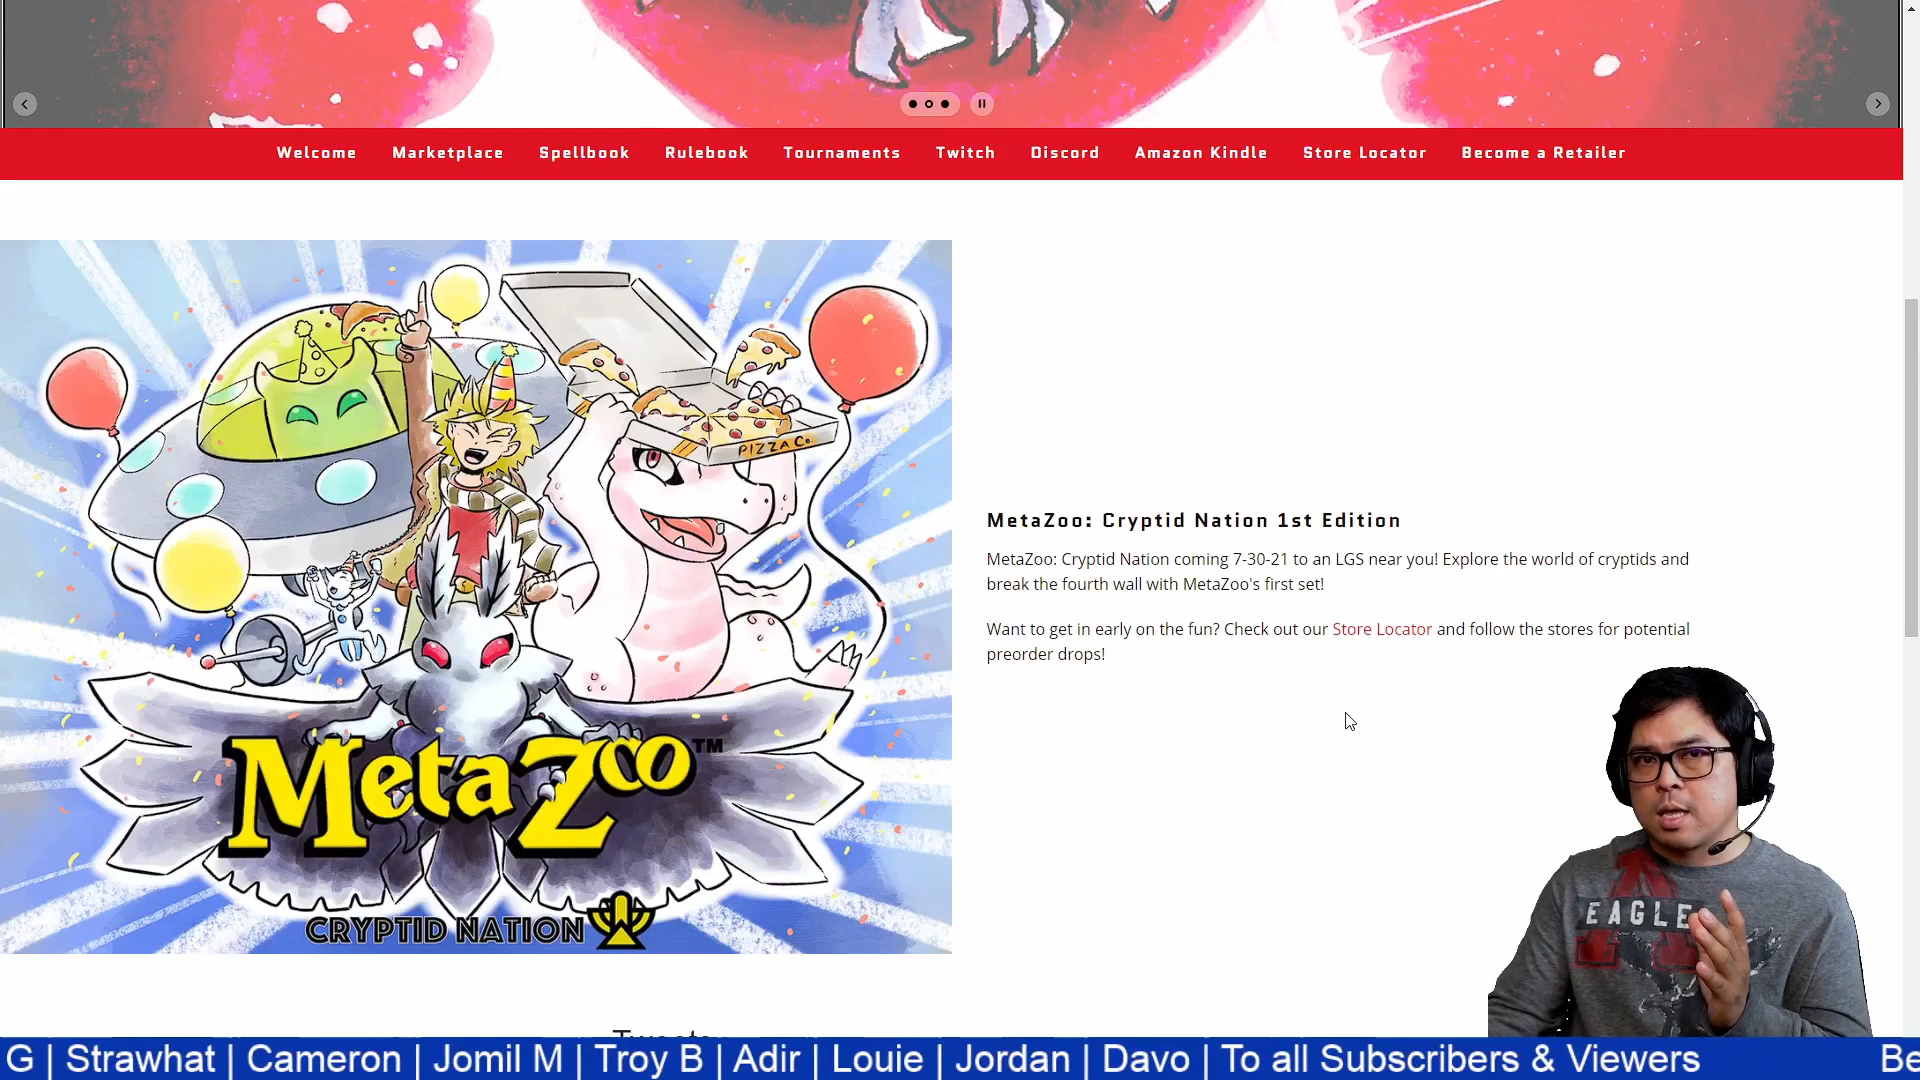 Welcome Marketplace Spellbook Rulebook Tournaments Twitch Discord Amazon Kindle Store Locator Become a Retailer
PIZZA Co.
MetaZoo™
CRYPTID NATION
MetaZoo: Cryptid Nation 1st Edition
MetaZoo: Cryptid Nation coming 7-30-21 to an LGS near you! Explore the world of cryptids and
break the fourth wall with MetaZoo's first set!
Want to get in early on the fun? Check out our Store Locator and follow the stores for potential
preorder drops!
EAGLE
Tweets
G | Strawhat | Cameron | Jomil M | Troy B | Adir | Louie | Jordan | Davo | To all Subscribers & Viewers Be